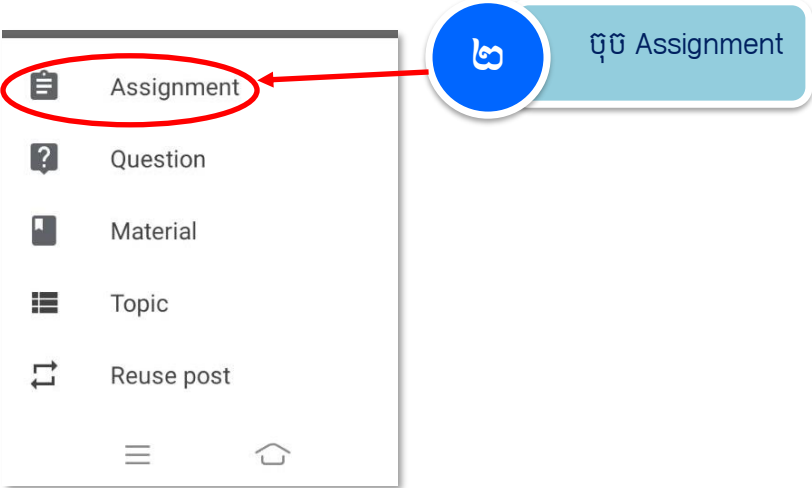 ២
ចុច Assignment
Assignment
Question
Material
Topic
Reuse post